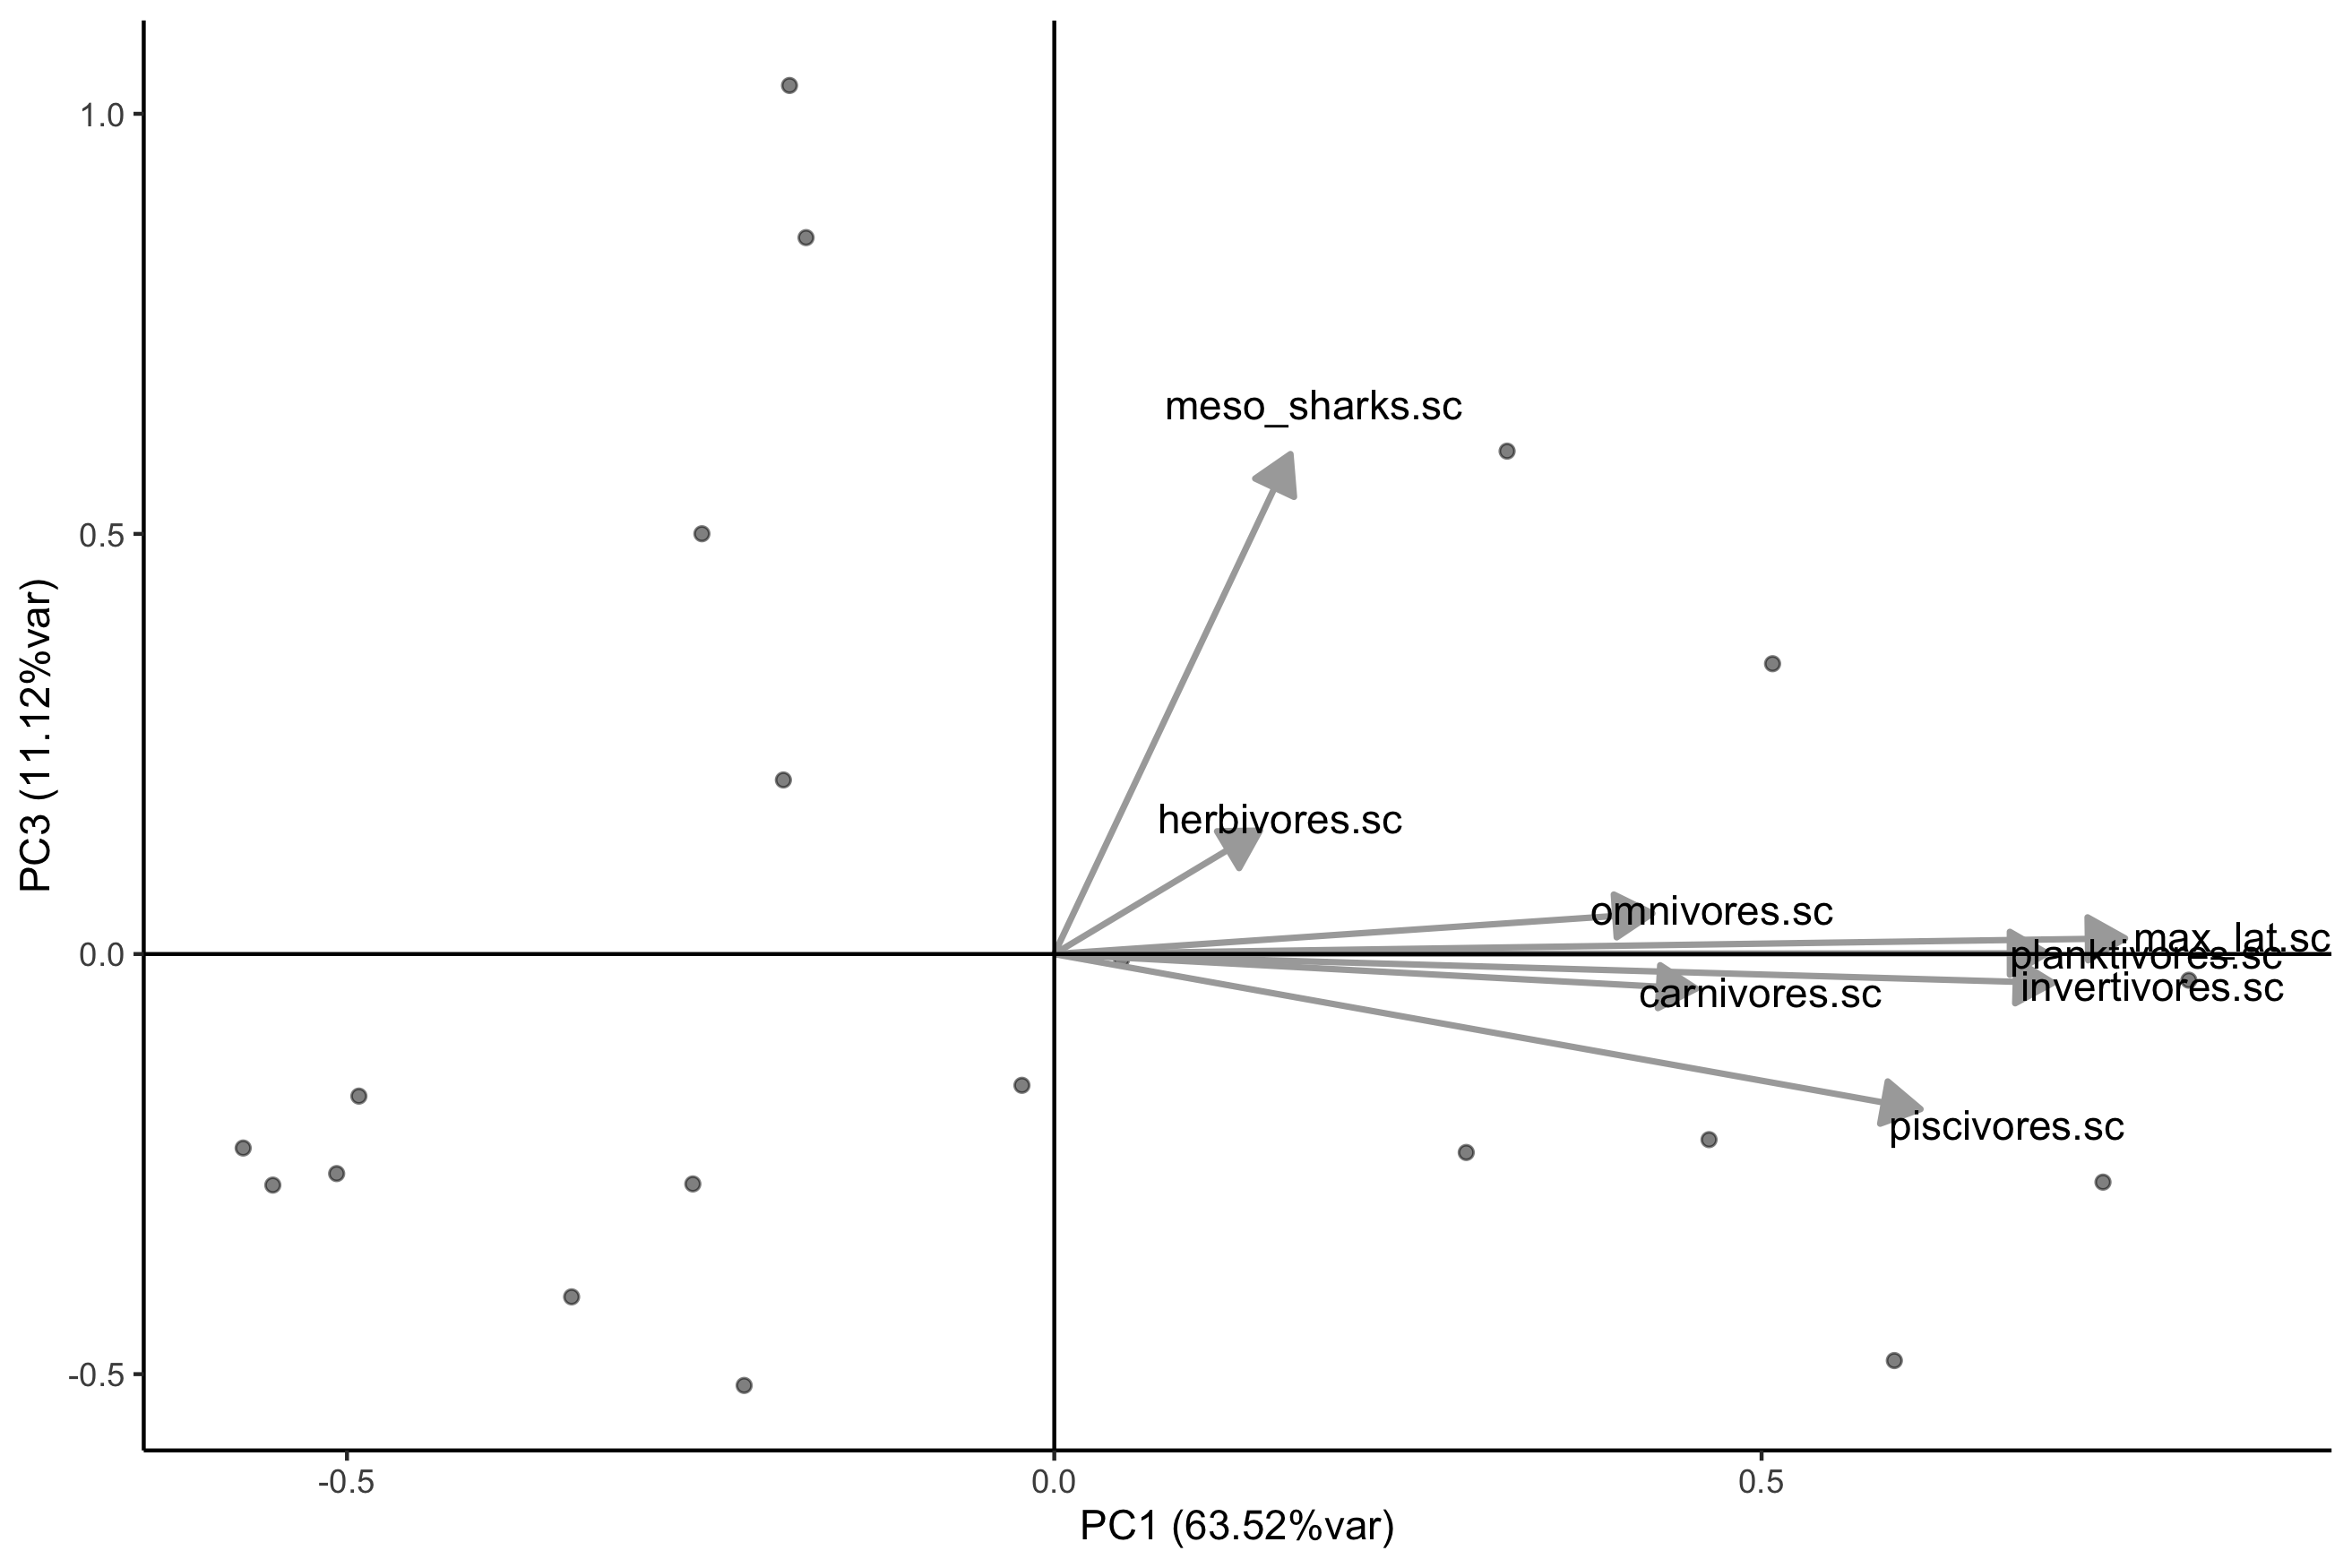 1.0
meso_sharks.sc
0.5
herbivores.sc
omnivores.sc
max_lat.sc
0.0
planktivores.sc
invertivores.sc
carnivores.sc
piscivores.sc
-0.5
-0.5
0.0
0.5
PC1 (63.52%var)
PC3 (11.12%var)